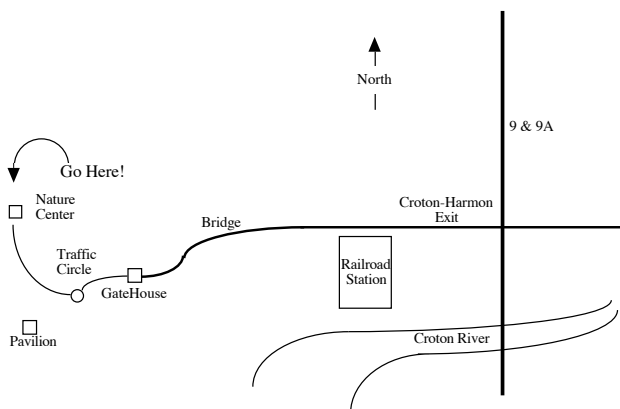 North
9 & 9A
Go Here!
Nature
Center
Croton-Harmon
Exit
Bridge
Traffic
Circle
Railroad
Station
GateHouse
Pavilion
Croton River